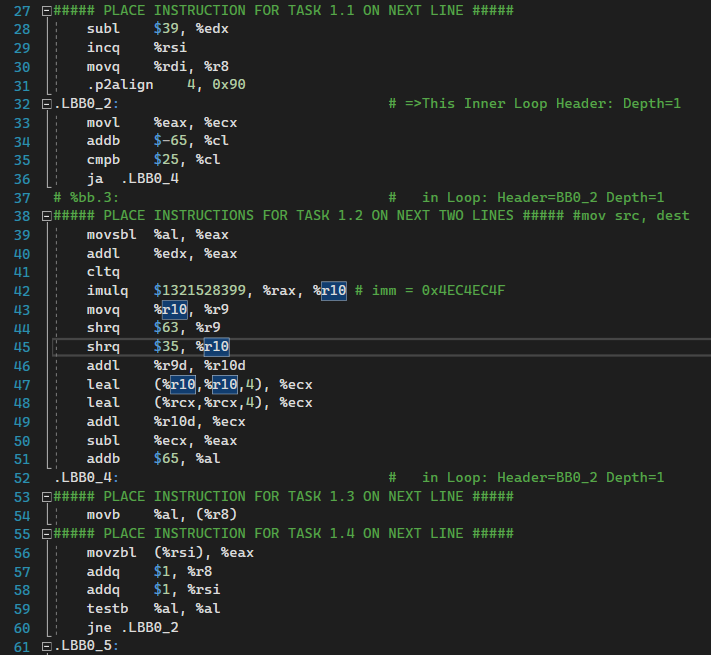 27 ##### PLACE INSTRUCTION FOR TASK 1.1 ON NEXT LINE #####
28 subl $39, %edx
29 incq %rsi
30 movq %rdi, %r8
31 .p2align 4, 0x90
32 .LBB0_2: # =>This Inner Loop Header: Depth=1
33 movl %eax, %ecx
34 addb $-65, %cl
35 cmpb $25, %cl
36 ja .LBB0_4
37 # %bb.3: # in Loop: Header=BB0_2 Depth=1
38 ##### PLACE INSTRUCTIONS FOR TASK 1.2 ON NEXT TWO LINES ##### #mov src, dest
39 movsbl %al, %eax
40 addl %edx, %eax
41 cltq
42 imulq $1321528399, %rax, %r10 # imm = 0x4EC4EC4F
43 movq %r10, %r9
44 shrq $63, %r9
45 shrq $35, %r10
46 addl %r9d, %r10d
47 leal (%r10,%r10,4), %ecx
48 leal (%rcx,%rcx,4), %ecx
49 addl %r10d, %ecx
50 subl %ecx, %eax
51 addb $65, %al
52 .LBB0_4: # in Loop: Header=BB0_2 Depth=1
53 ##### PLACE INSTRUCTION FOR TASK 1.3 ON NEXT LINE #####
54 movb %al, (%r8)
55 ##### PLACE INSTRUCTION FOR TASK 1.4 ON NEXT LINE #####
56 movzbl (%rsi), %eax
57 addq $1, %r8
58 addq $1, %rsi
59 testb %al, %al
60 jne .LBB0_2
61 .LBB0_5: